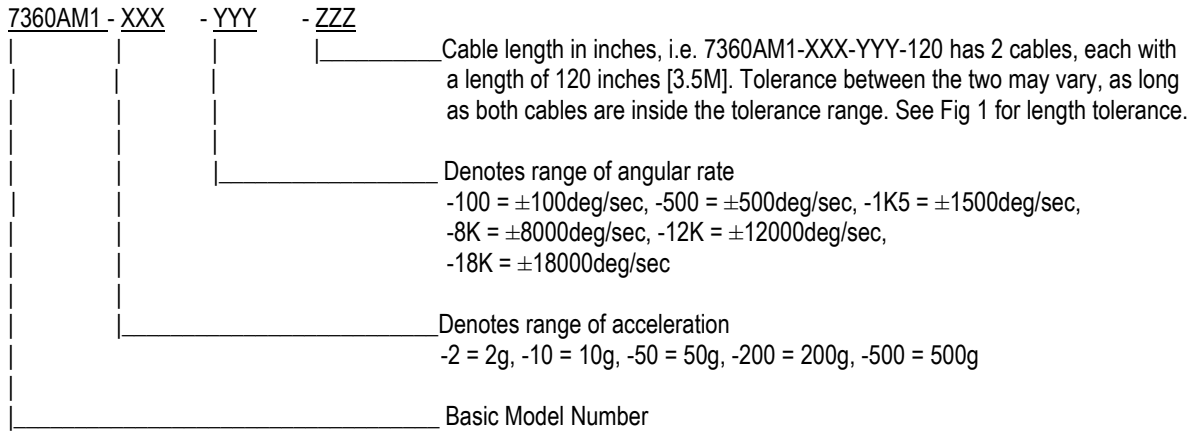 7360AM1 - XXX - YYY - ZZZ
Cable length in inches, i.e. 7360AM1-XXX-YYY-120 has 2 cables, each with
a length of 120 inches [3.5M]. Tolerance between the two may vary, as long
as both cables are inside the tolerance range. See Fig 1 for length tolerance.
Denotes range of angular rate
-100 = ±100deg/sec, -500 = ±500deg/sec, -1K5 = ±1500deg/sec,
-8K = ±8000deg/sec, -12K = ±12000deg/sec,
-18K = ±18000deg/sec
Denotes range of acceleration
-2 = 2g, -10 = 10g, -50 = 50g, -200 = 200g, -500 = 500g
Basic Model Number